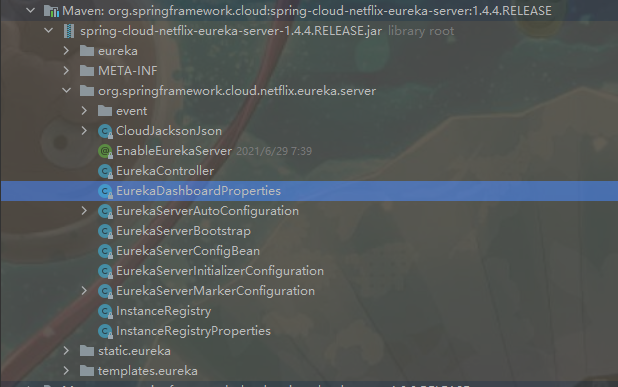 Maven: org.springframework.cloud:spring-cloud-netflix-eureka-server:1.4.4.RELEASE
spring-cloud-netflix-eureka-server-1.4.4.RELEASE.jar library root
eureka
META-INF
org.springframework.cloud.netflix.eureka.server
event
CloudJacksonJson
EnableEurekaServer 2021/6/29 7:39
EurekaController
EurekaDashboardProperties
EurekaServerAutoConfiguration
EurekaServerBootstrap
EurekaServerConfigBean
EurekaServerInitializerConfiguration
EurekaServerMarkerConfiguration
InstanceRegistry
InstanceRegistryProperties
static.eureka
templates.eureka